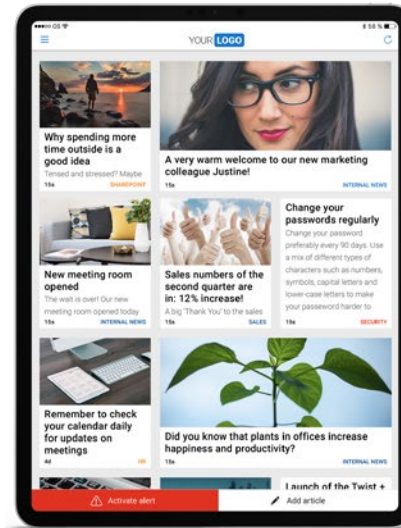 OS
58 %
YOUR LOGO
Why spending more
time outside is a
good idea
Tensed and stressed? Maybe
15s
SHAREPOINT
A very warm welcome to our new marketing
colleague Justine!
15s
INTERNAL NEWS
New meeting room
opened
The wait is over! Our new
meeting room opened today
15s
INTERNAL NEWS
Sales numbers of the
second quarter are
in: 12% increase!
A big 'Thank You' to the sales
15s
SALES
Change your
passwords regularly
Change your password
preferably every 90 days. Use
a mix of different types of
characters such as numbers,
symbols, capital letters and
lower-case letters to make
your password harder to
15s
SECURITY
Remember to check
your calendar daily
for updates on
meetings
4d
HR
Did you know that plants in offices increase
happiness and productivity?
15s
INTERNAL NEWS
Launch of the Twist +
Activate alert
Add article